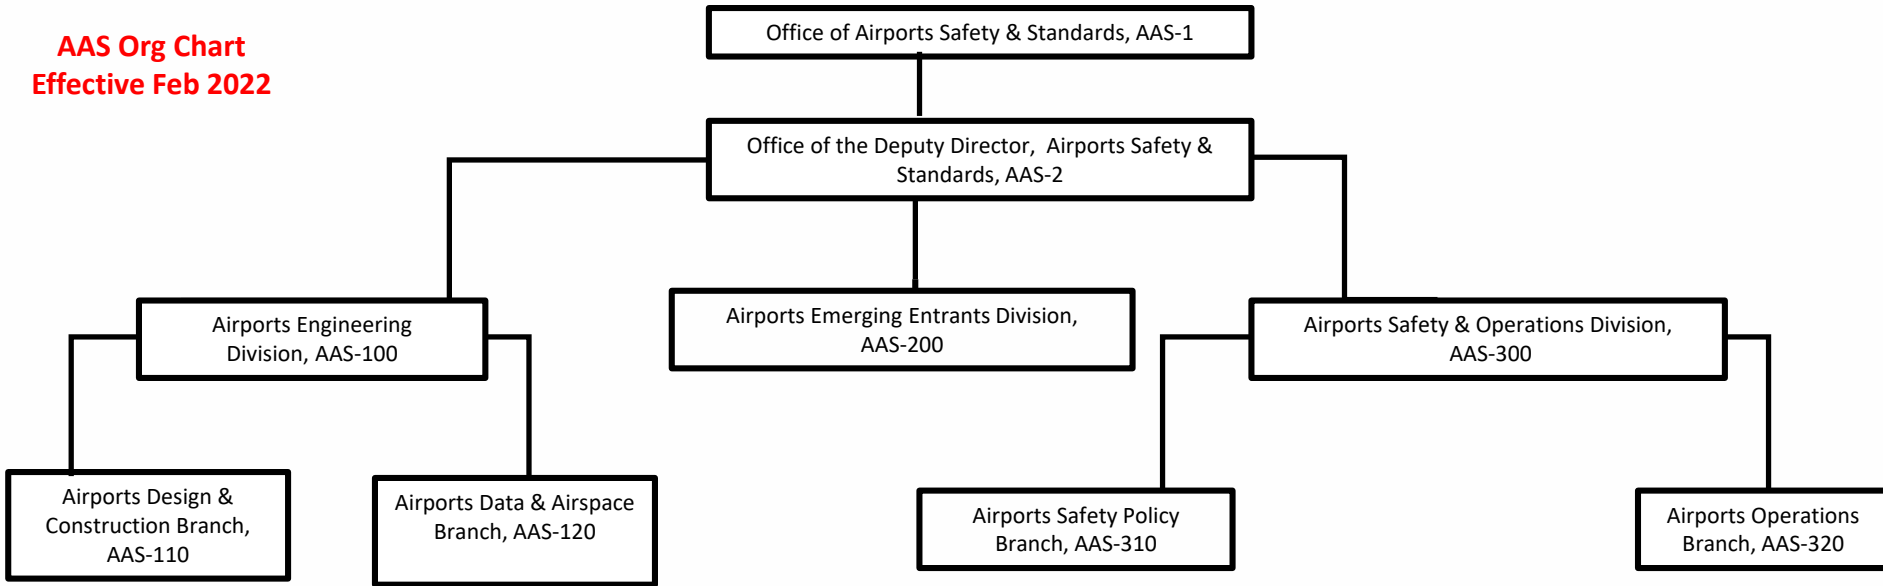 AAS Org Chart
Effective Feb 2022
Office of Airports Safety & Standards, AAS-1
Office of the Deputy Director, Airports Safety &
Standards, AAS-2
Airports Engineering
Division, AAS-100
Airports Emerging Entrants Division,
AAS-200
Airports Safety & Operations Division,
AAS-300
Airports Design &
Construction Branch,
AAS-110
Airports Data & Airspace
Branch, AAS-120
Airports Safety Policy
Branch, AAS-310
Airports Operations
Branch, AAS-320